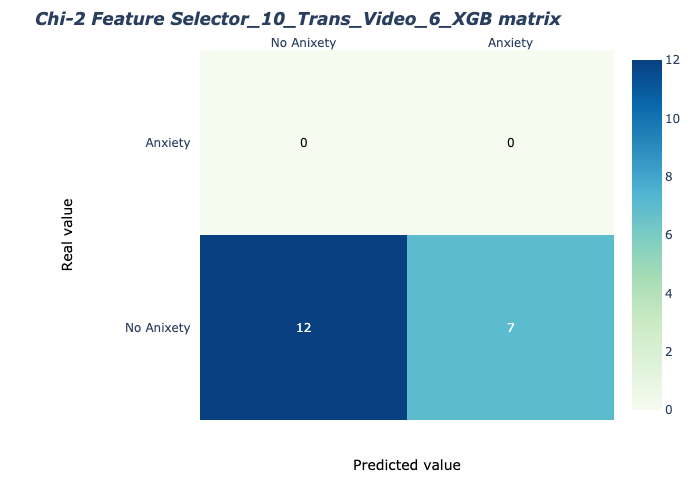 Chi-2 Feature Selector_10_Trans_Video_6_XGB matrix
No Anixety
Anxiety
12
10
8
6
4
2
0
Anxiety
0
0
Real value
No Anixety
12
7
Predicted value